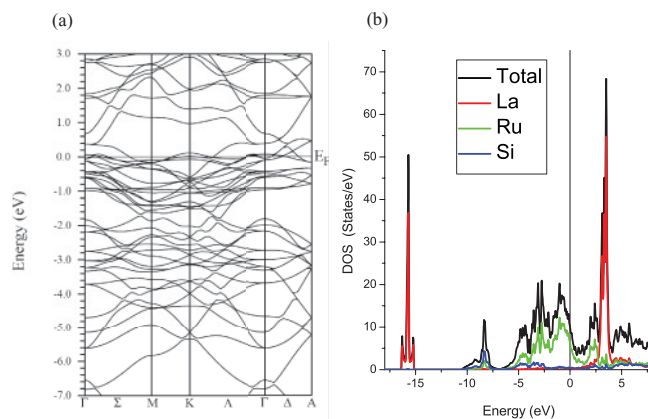 (a)
(b)
3.0
2.0
1.0
0.0
-1.0
-2.0
-3.0
-4.0
-5.0
-6.0
-7.0
Energy (eV)
E_F
Γ Σ M K Λ Γ Δ A
75
70
60
50
40
30
20
10
0
DOS (States/eV)
Total
La
Ru
Si
-15 -10 -5 0 5
Energy (eV)